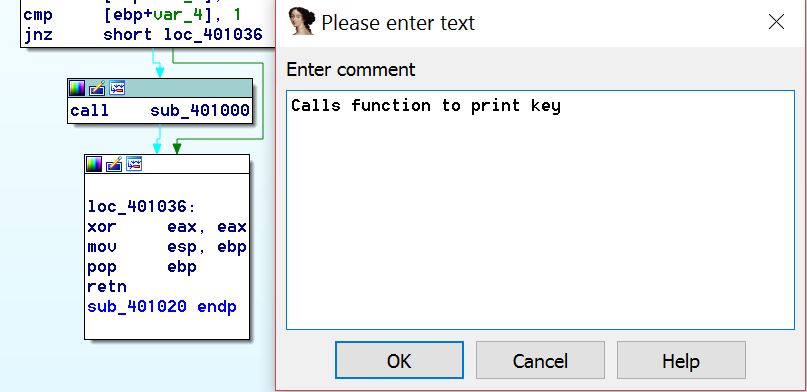 cmp     [ebp+var_4], 1
jnz     short loc_401036
call    sub_401000
loc_401036:
xor     eax, eax
mov     esp, ebp
pop     ebp
retn
sub_401020 endp
Please enter text
Enter comment
Calls function to print key
OK
Cancel
Help